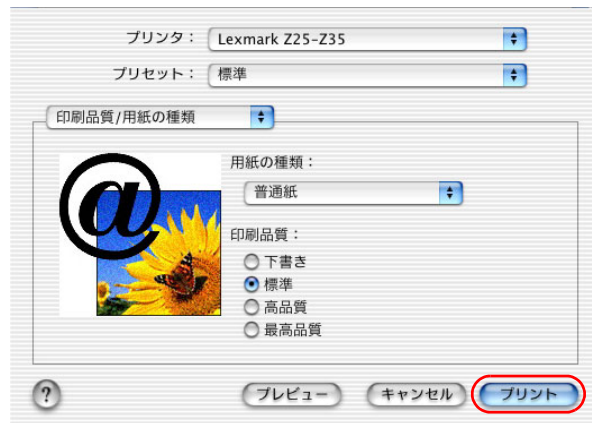 プリンタ： Lexmark Z25-Z35
プリセット： 標準
印刷品質/用紙の種類
用紙の種類：
普通紙
印刷品質：
下書き
標準
高品質
最高品質
@
? プレビュー キャンセル プリント